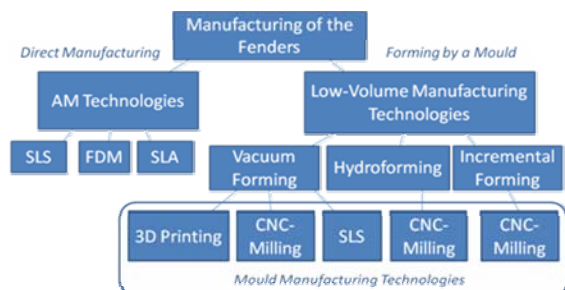 Manufacturing of the
Fenders
Direct Manufacturing
Forming by a Mould
AM Technologies
Low-Volume Manufacturing
Technologies
SLS
FDM
SLA
Vacuum
Forming
Hydroforming
Incremental
Forming
3D Printing
CNC-
Milling
SLS
CNC-
Milling
CNC-
Milling
Mould Manufacturing Technologies